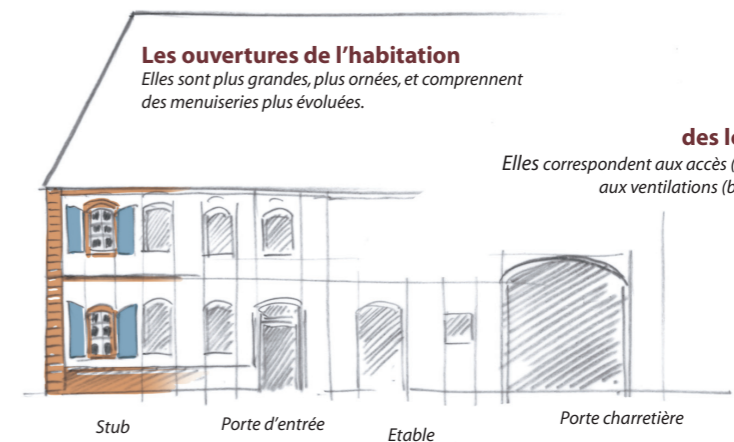 Les ouvertures de l'habitation
Elles sont plus grandes, plus ornées, et comprennent
des menuiseries plus évoluées.
des
Elles correspondent aux accès (
aux ventilations (
Stub
Porte d'entrée
Etable
Porte charretière